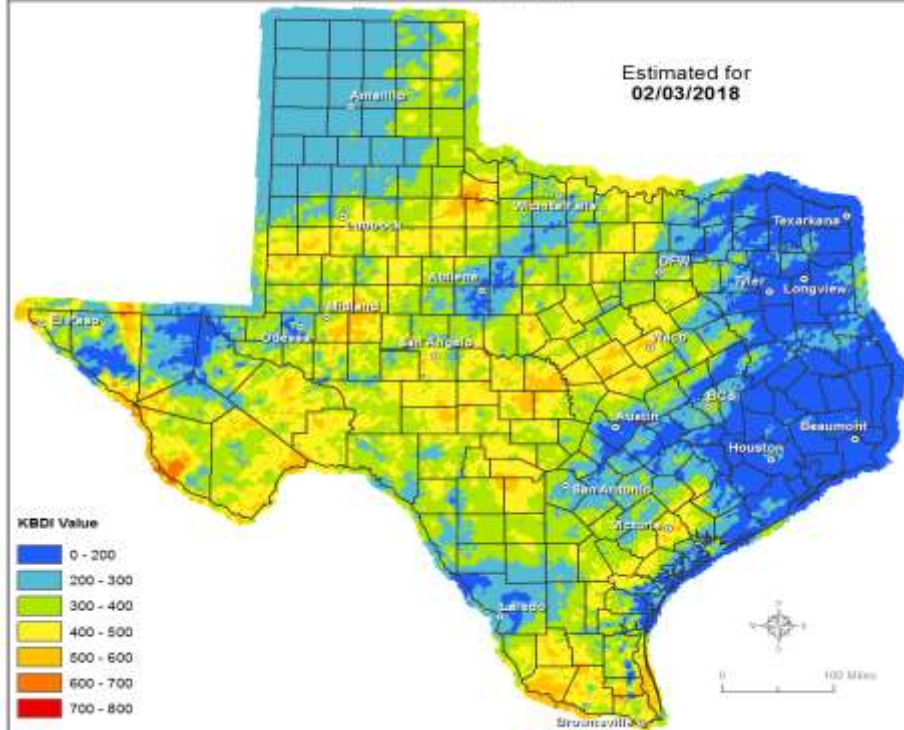 Estimated for
02/03/2018
Amarillo
Lubbock
Wichita Falls
Texarkana
DFW
Abilene
Tyler
Longview
El Paso
Midland
Odessa
San Angelo
Waco
BCS
Austin
Beaumont
Houston
San Antonio
Victoria
KBDI Value
0 - 200
200 - 300
300 - 400
400 - 500
500 - 600
600 - 700
700 - 800
Laredo
0 100 Miles
Brownsville